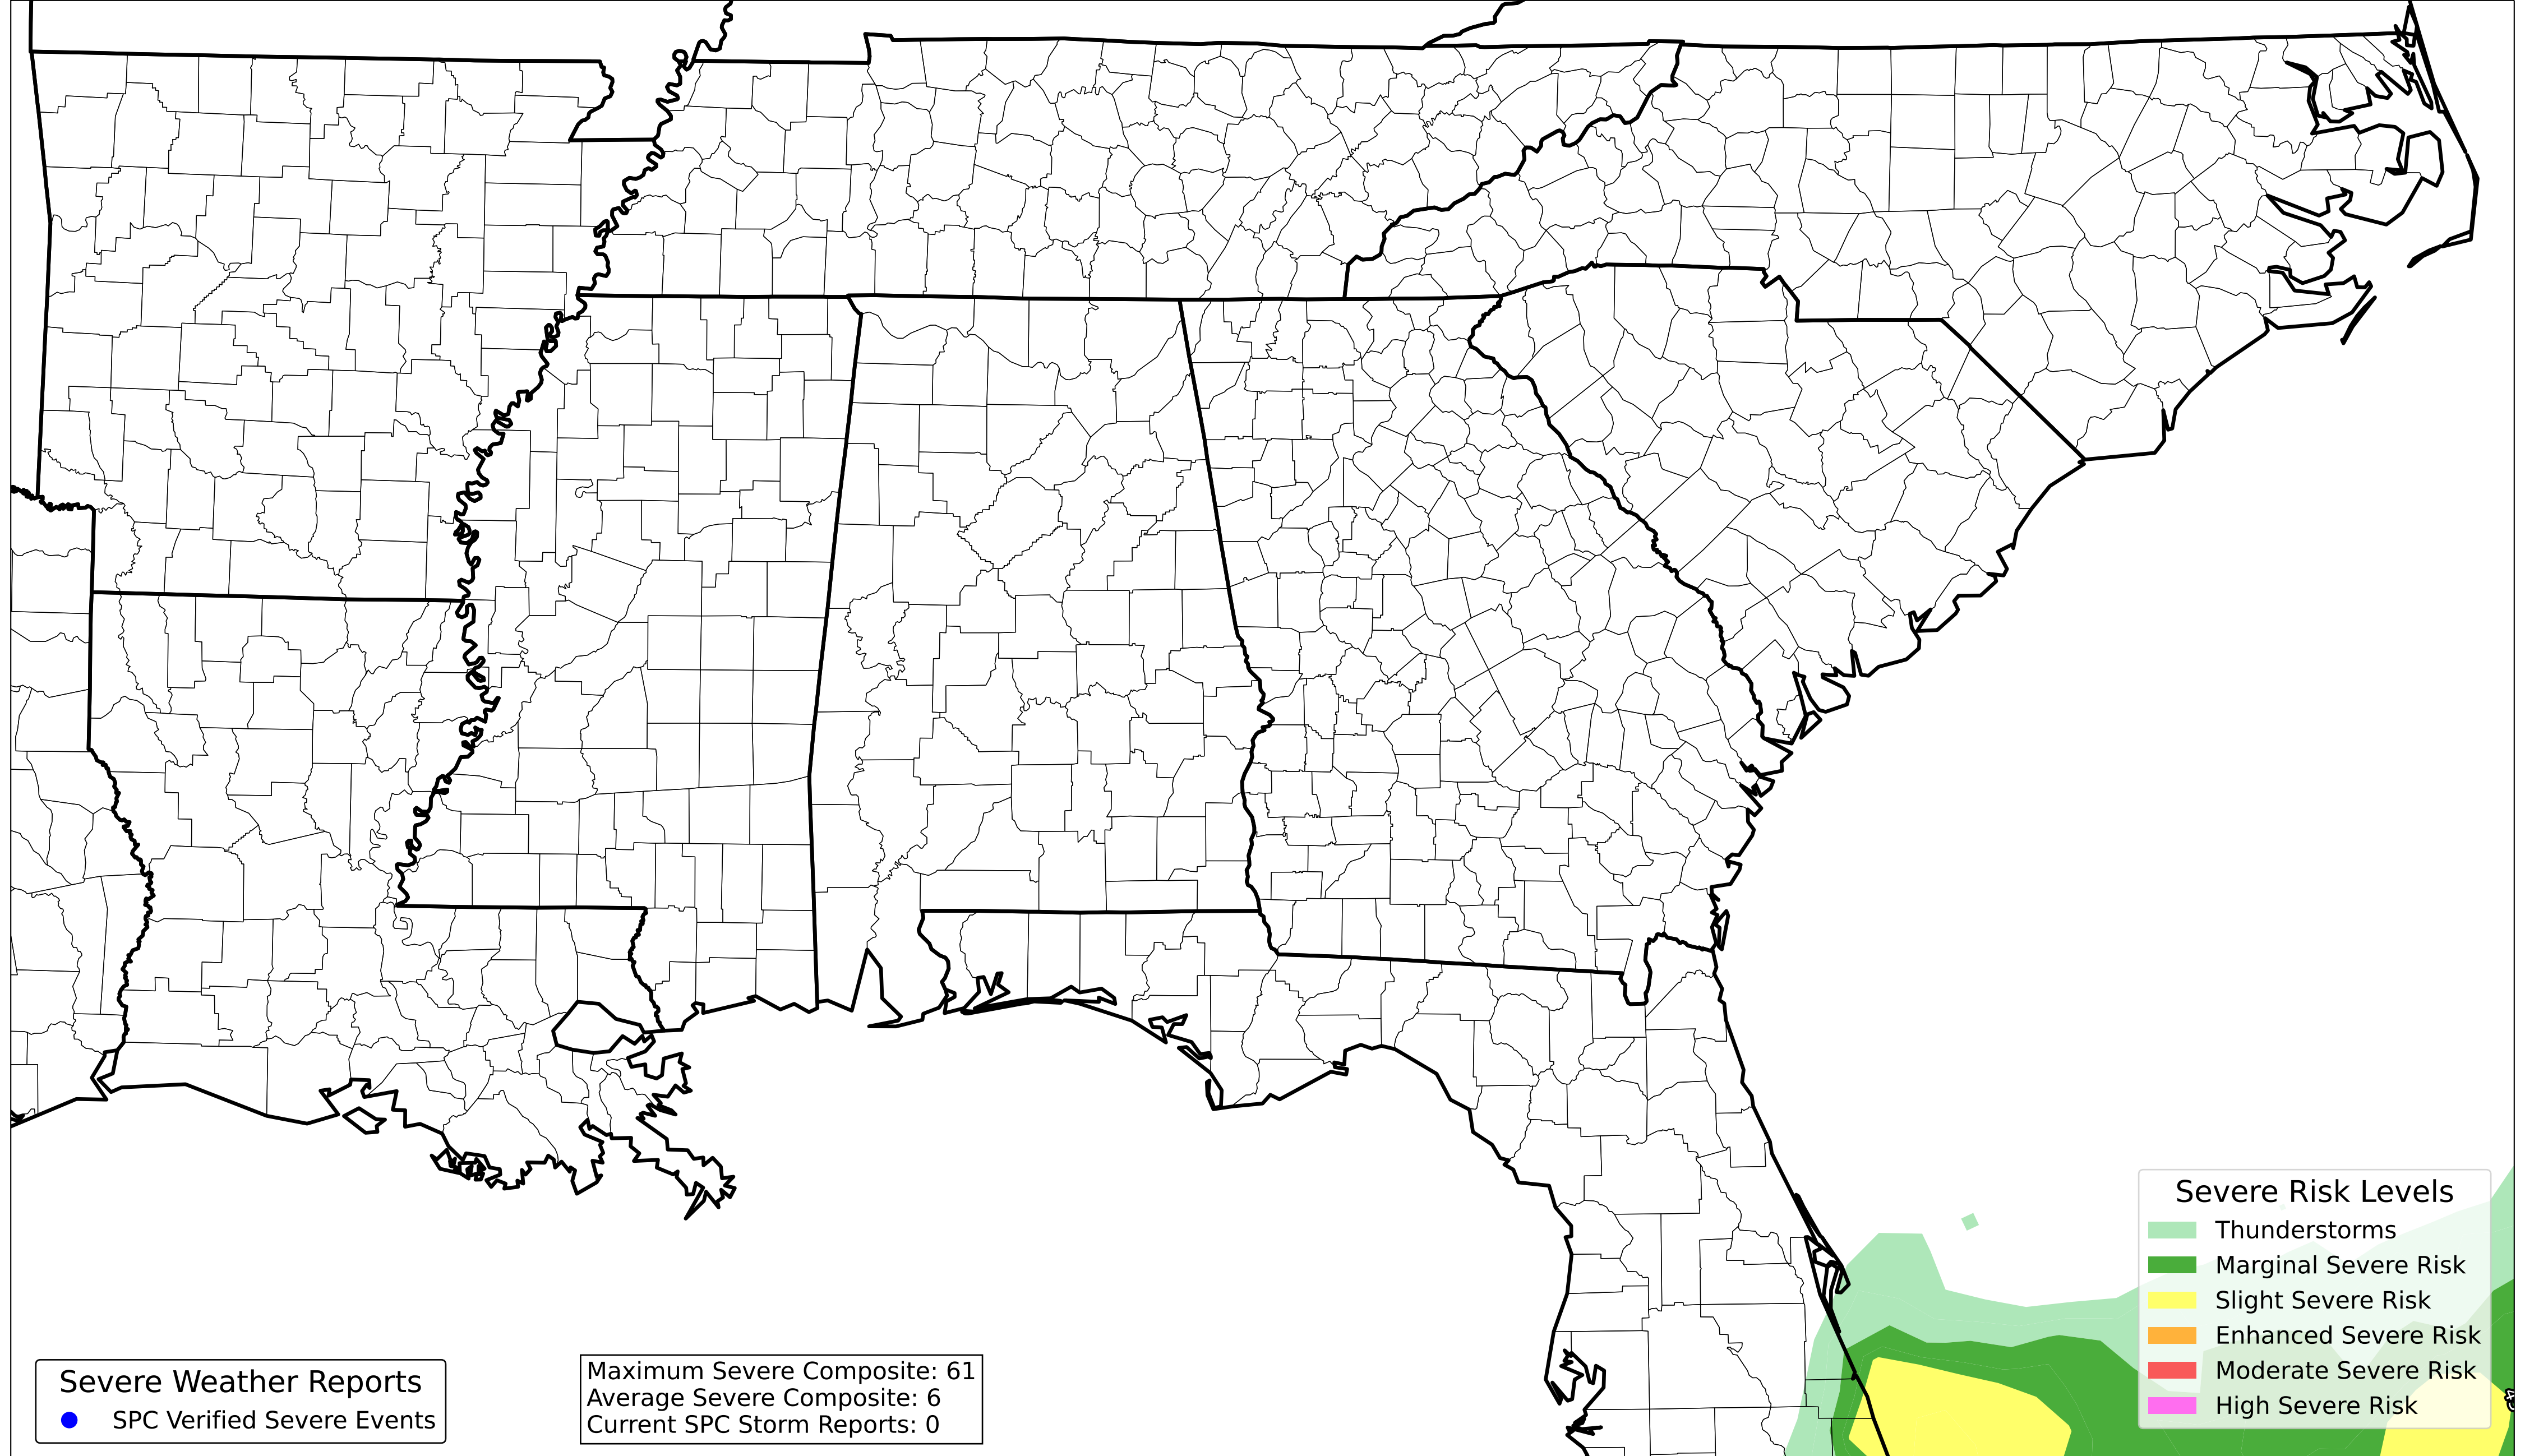 Severe Risk Levels
Thunderstorms
Marginal Severe Risk
Slight Severe Risk
Enhanced Severe Risk
Moderate Severe Risk
High Severe Risk
Severe Weather Reports
SPC Verified Severe Events
Maximum Severe Composite: 61
Average Severe Composite: 6
Current SPC Storm Reports: 0